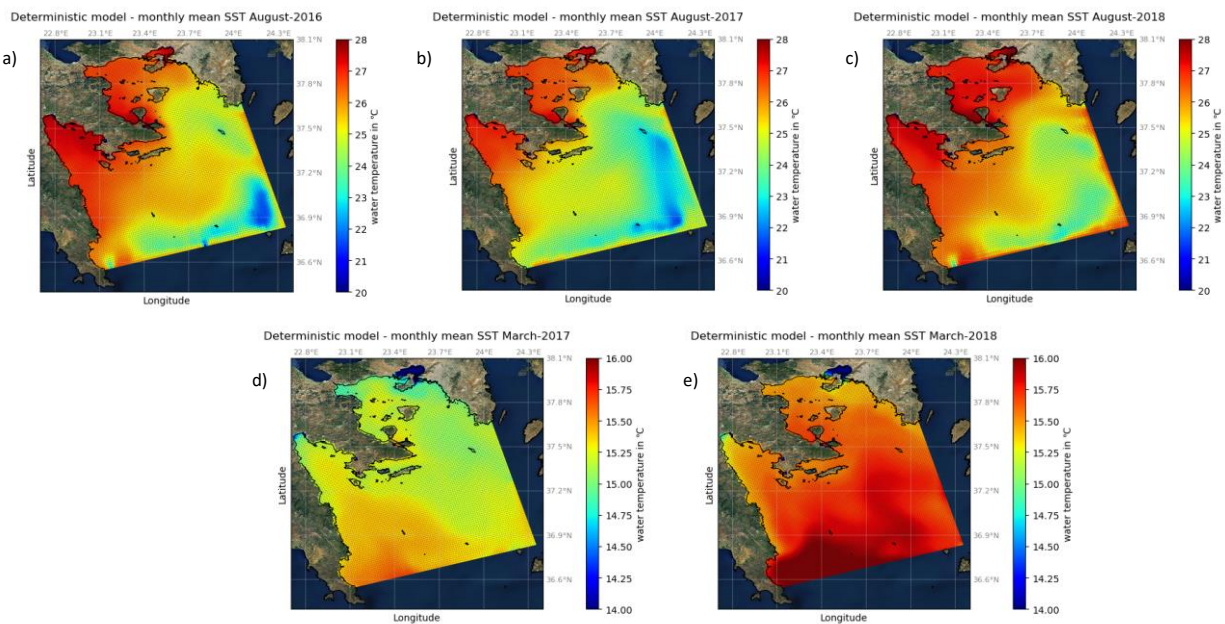 Deterministic model - monthly mean SST August-2016
22.8°E 23.1°E 23.4°E 23.7°E 24°E 24.3°E
a)
38.1°N
37.8°N
37.5°N
37.2°N
36.9°N
36.6°N
Latitude
Longitude
28
27
26
25
24
23
22
21
20
water temperature in °C
Deterministic model - monthly mean SST August-2017
22.8°E 23.1°E 23.4°E 23.7°E 24°E 24.3°E
b)
38.1°N
37.8°N
37.5°N
37.2°N
36.9°N
36.6°N
Latitude
Longitude
28
27
26
25
24
23
22
21
20
water temperature in °C
Deterministic model - monthly mean SST August-2018
22.8°E 23.1°E 23.4°E 23.7°E 24°E 24.3°E
c)
38.1°N
37.8°N
37.5°N
37.2°N
36.9°N
36.6°N
Latitude
Longitude
28
27
26
25
24
23
22
21
20
water temperature in °C
Deterministic model - monthly mean SST March-2017
22.8°E 23.1°E 23.4°E 23.7°E 24°E 24.3°E
d)
38.1°N
37.8°N
37.5°N
37.2°N
36.9°N
36.6°N
Latitude
Longitude
16.00
15.75
15.50
15.25
15.00
14.75
14.50
14.25
14.00
water temperature in °C
Deterministic model - monthly mean SST March-2018
22.8°E 23.1°E 23.4°E 23.7°E 24°E 24.3°E
e)
38.1°N
37.8°N
37.5°N
37.2°N
36.9°N
36.6°N
Latitude
Longitude
16.00
15.75
15.50
15.25
15.00
14.75
14.50
14.25
14.00
water temperature in °C